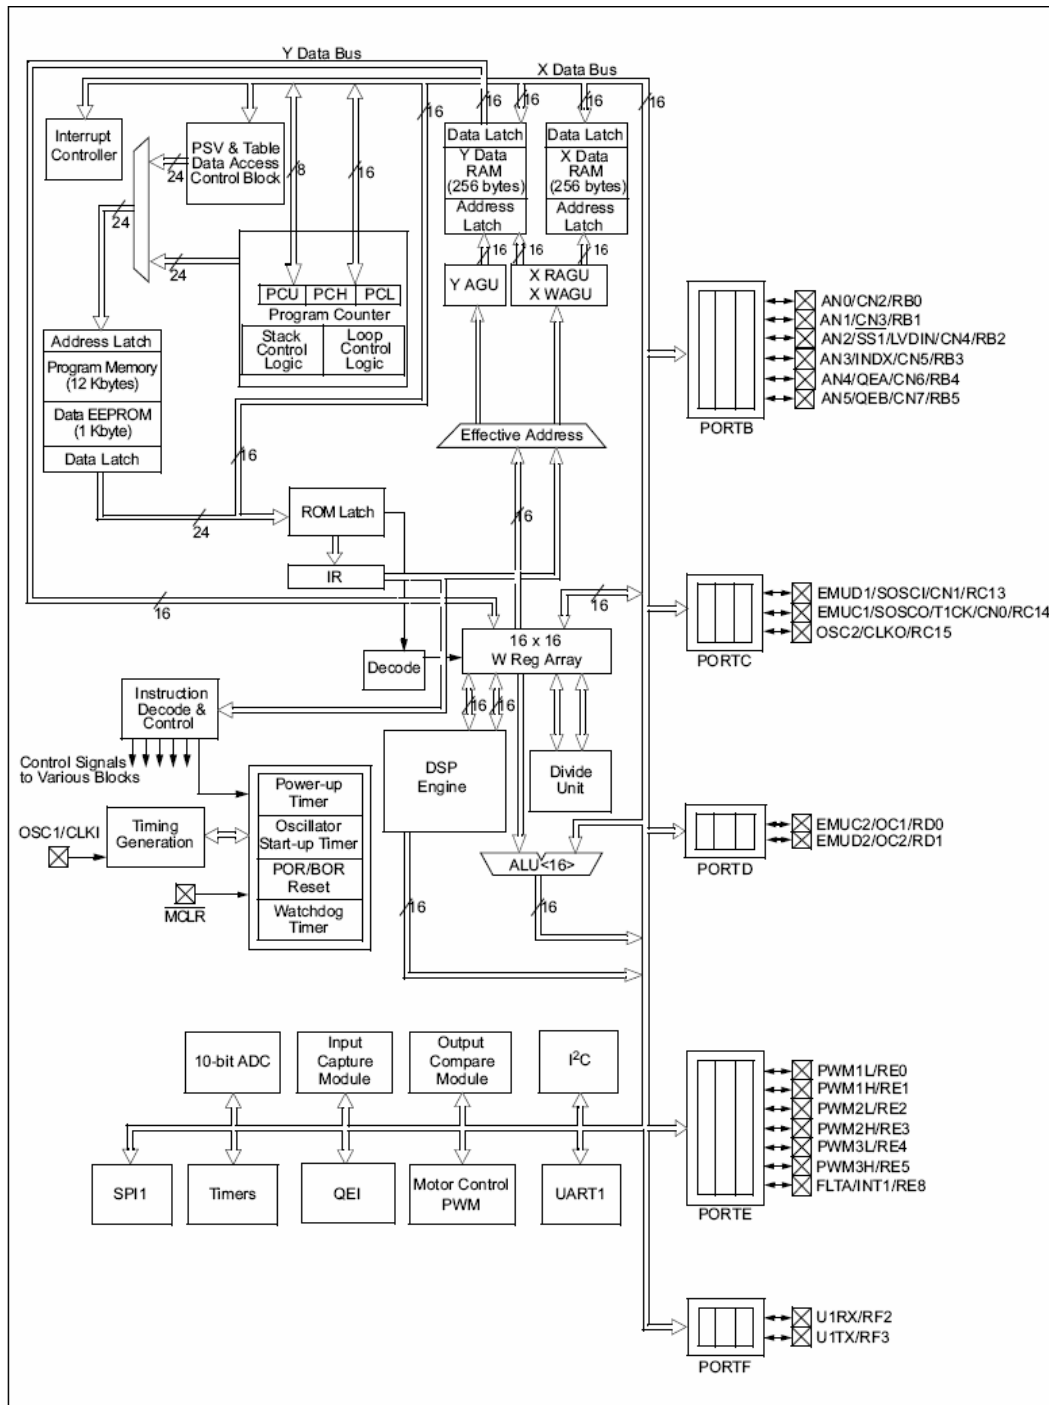 Y Data Bus
X Data Bus
16
16
16
16
16
Interrupt
Controller
PSV & Table
Data Access
Control Block
24
24
24
8
16
Data Latch
Y Data
RAM
(256 bytes)
Address
Latch
Data Latch
X Data
RAM
(256 bytes)
Address
Latch
16
16
16
Y AGU
X RAGU
X WAGU
PCU
PCH
PCL
Program Counter
Stack
Control
Logic
Loop
Control
Logic
Address Latch
Program Memory
(12 Kbytes)
Data EEPROM
(1 Kbyte)
Data Latch
16
24
Effective Address
ROM Latch
IR
16
16
16
16 x 16
W Reg Array
Decode
Instruction
Decode &
Control
Control Signals
to Various Blocks
16
16
DSP
Engine
Divide
Unit
OSC1/CLKI
Timing
Generation
Power-up
Timer
Oscillator
Start-up Timer
POR/BOR
Reset
Watchdog
Timer
MCLR
ALU<16>
16
16
AN0/CN2/RB0
AN1/CN3/RB1
AN2/SS1/LVDIN/CN4/RB2
AN3/INDX/CN5/RB3
AN4/QEA/CN6/RB4
AN5/QEB/CN7/RB5
PORTB
EMUD1/SOSCI/CN1/RC13
EMUC1/SOSCO/T1CK/CN0/RC14
OSC2/CLKO/RC15
PORTC
EMUC2/OC1/RD0
EMUD2/OC2/RD1
PORTD
10-bit ADC
Input
Capture
Module
Output
Compare
Module
I²C
SPI1
Timers
QEI
Motor Control
PWM
UART1
PWM1L/RE0
PWM1H/RE1
PWM2L/RE2
PWM2H/RE3
PWM3L/RE4
PWM3H/RE5
FLTA/INT1/RE8
PORTE
U1RX/RF2
U1TX/RF3
PORTF